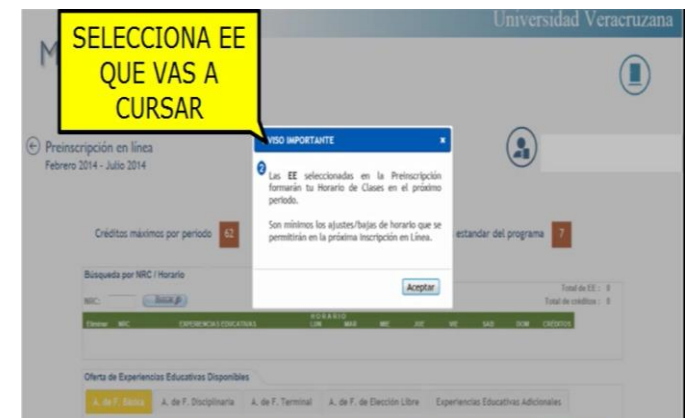 Universidad Veracruzana
M
SELECCIONA EE
QUE VAS A
CURSAR
Preinscripción en línea
Febrero 2014 - Julio 2014
VISO IMPORTANTE
2
Las EE seleccionadas en la Preinscripción
formarán tu Horario de Clases en el próximo
periodo.
Son mínimos los ajustes/bajas de horario que se
permitirán en la próxima Inscripción en Línea.
Aceptar
Créditos máximos por periodo 62
estandar del programa 7
Búsqueda por NRC / Horario
Total de EE : 0
Total de créditos : 0
NRC: Buscar
HORARIO
Eliminar NRC EXPERIENCIAS EDUCATIVAS LUN MAR MIE JUE VIE SAB DOM CRÉDITOS
Oferta de Experiencias Educativas Disponibles
A. de F. Básica A. de F. Disciplinaria A. de F. Terminal A. de F. de Elección Libre Experiencias Educativas Adicionales